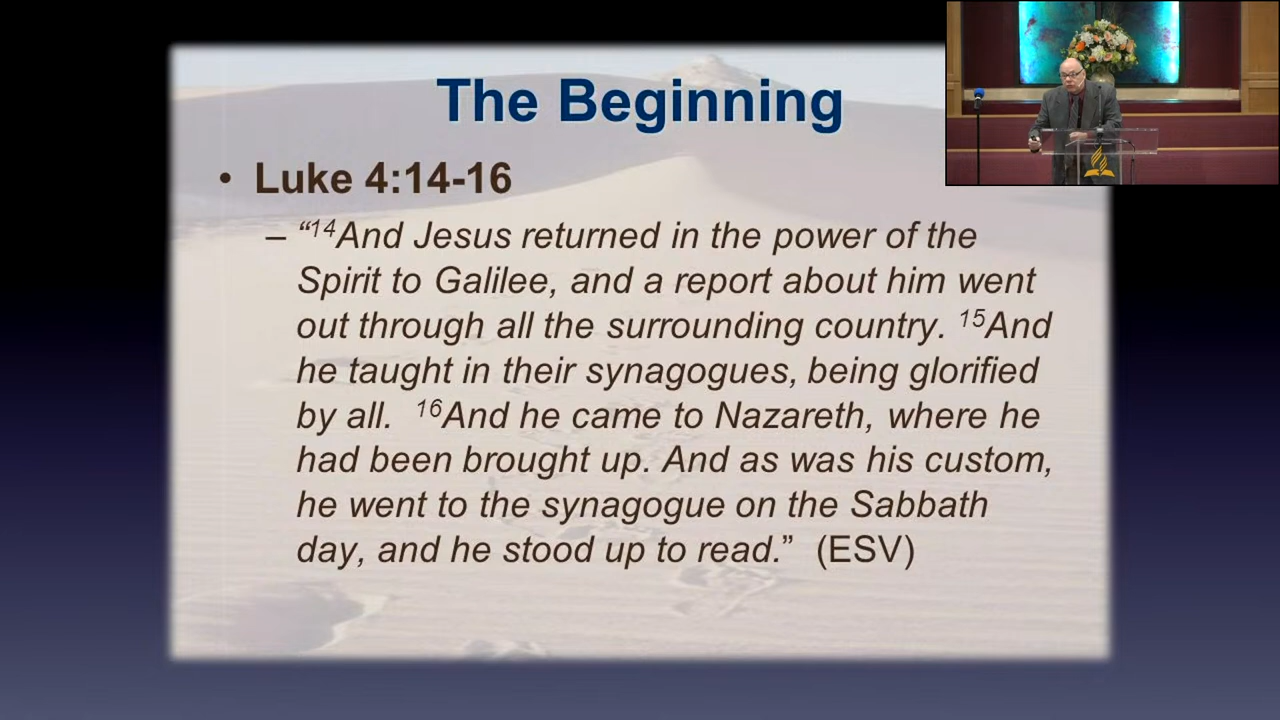 The Beginning
• Luke 4:14-16
– “14And Jesus returned in the power of the
Spirit to Galilee, and a report about him went
out through all the surrounding country. 15And
he taught in their synagogues, being glorified
by all.  16And he came to Nazareth, where he
had been brought up. And as was his custom,
he went to the synagogue on the Sabbath
day, and he stood up to read.”  (ESV)